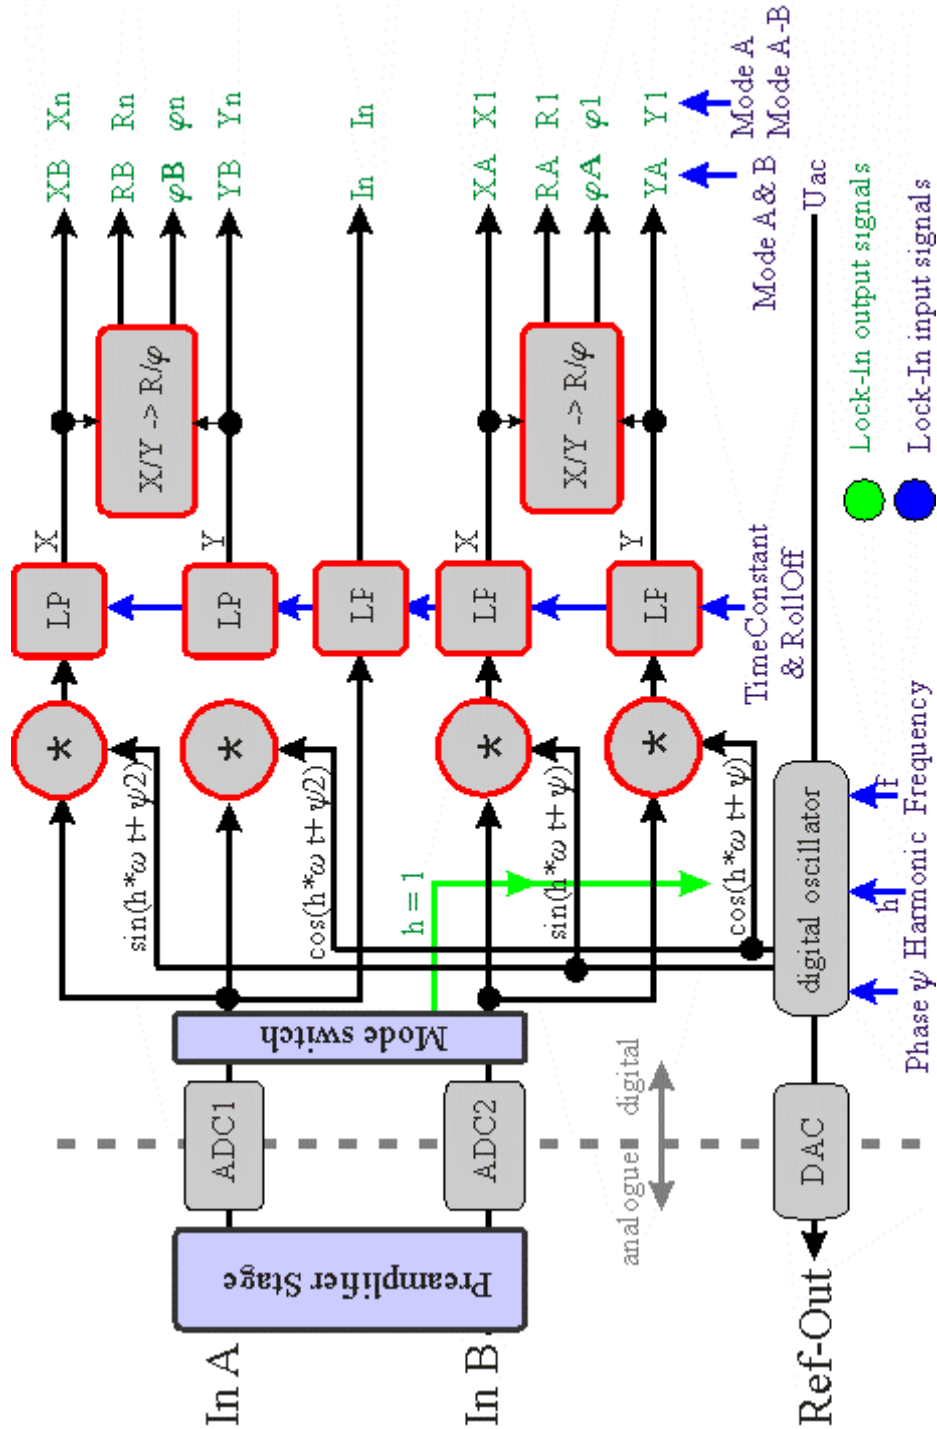 XB Xn
RB Rn
φB φn
YB Yn
In In
XA X1
RA R1
φA φ1
YA Y1
Mode A & B
Mode A
Mode A-B
X
Y
X/Y -> R/φ
X
Y
X/Y -> R/φ
LP
LP
LP
LP
LP
*
*
*
*
sin(h*ω t+ ψ2)
cos(h*ω t+ ψ2)
h = 1
sin(h*ω t+ ψ)
cos(h*ω t+ ψ)
TimeConstant
& RollOff
In A
In B
Preamplifier Stage
ADC1
ADC2
Mode switch
analogue digital
Ref-Out
DAC
digital oscillator
Uac
h f
Phase ψ Harmonic Frequency
Lock-In output signals
Lock-In input signals